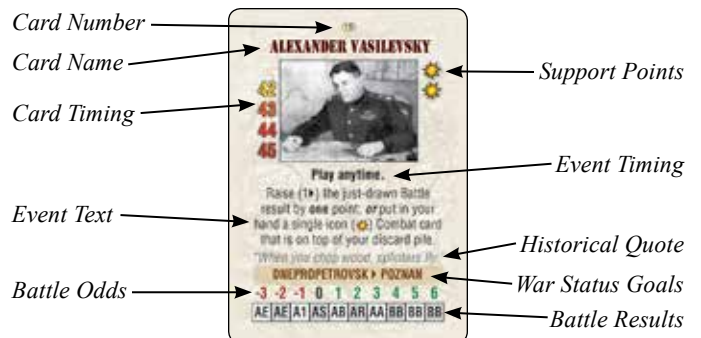 Card Number
Card Name
Card Timing
Event Text
Battle Odds
ALEXANDER VASILEVSKY
42
43
44
45
Play anytime.
Raise (1▶) the just-drawn Battle
result by one point, or put in your
hand a single icon ( ) Combat card
that is on top of your discard pile.
"When you chop wood, splinters fly
DNEPROPETROVSK ▶ POZNAN
-3 -2 -1 0 1 2 3 4 5 6
AE AE A1 AS AB AR AA BB BB BB
Support Points
Event Timing
Historical Quote
War Status Goals
Battle Results